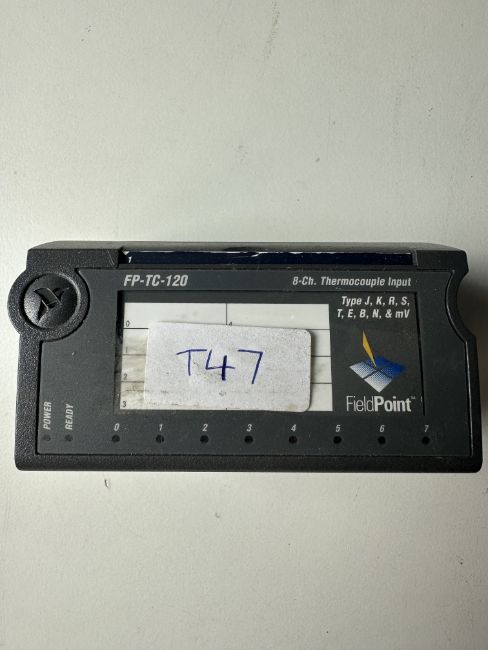 1
FP-TC-120
8-Ch. Thermocouple Input
Type J, K, R, S,
T, E, B, N, & mV
0
4
T47
2
3
FieldPoint™
POWER
READY
0 1 2 3 4 5 6 7